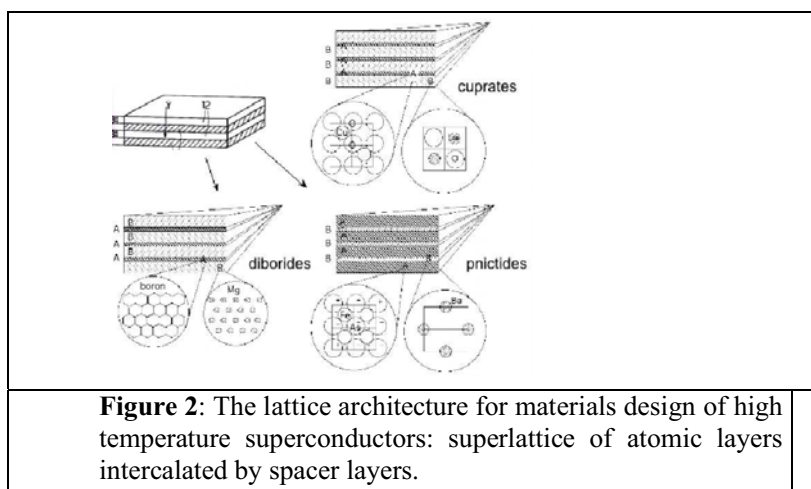 B
A
B
A
B
A
A
B
B
cuprates
Cu
O
y
12
A
B
A
B
A
B
A
B
diborides
boron
Mg
A
B
A
B
A
B
A
B
pnictides
Fe
As
Ba
Figure 2: The lattice architecture for materials design of high
temperature superconductors: superlattice of atomic layers
intercalated by spacer layers.